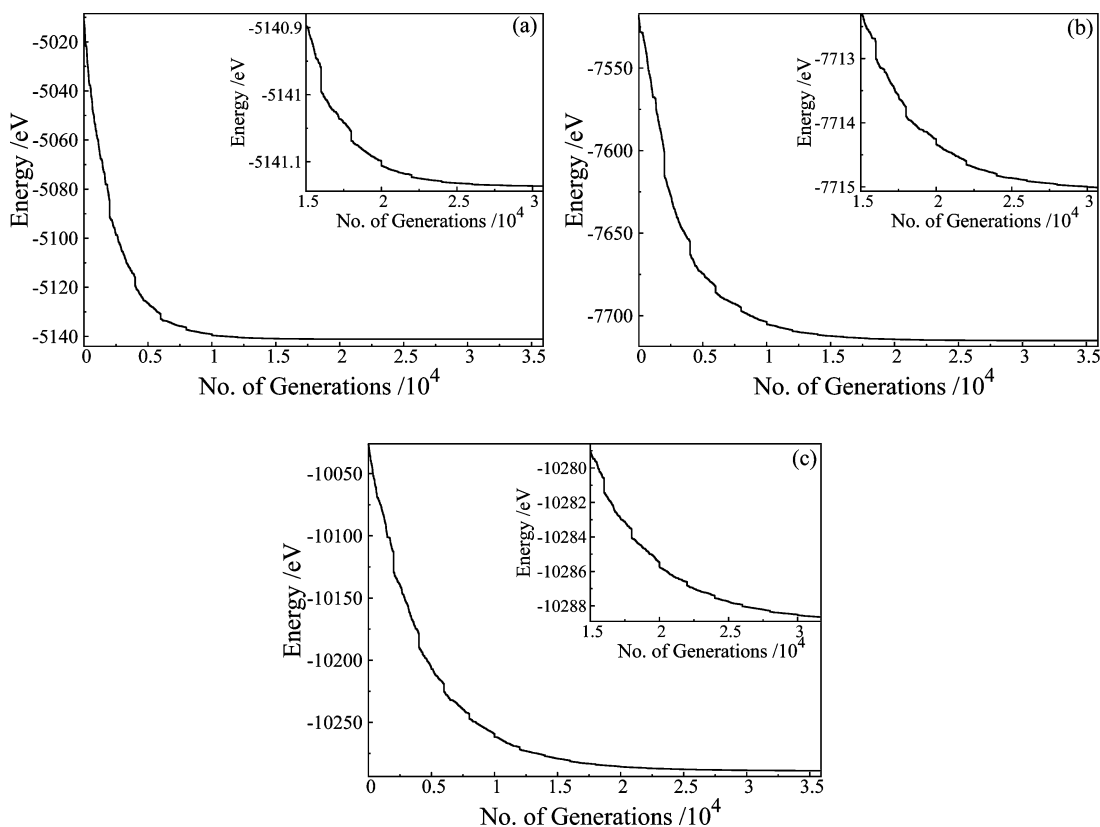 (a)
-5020
-5040
-5060
-5080
-5100
-5120
-5140
Energy /eV
0 0.5 1 1.5 2 2.5 3 3.5
No. of Generations /10⁴
-5140.9
-5141
-5141.1
Energy /eV
1.5 2 2.5 3
No. of Generations /10⁴
(b)
-7550
-7600
-7650
-7700
Energy /eV
0 0.5 1 1.5 2 2.5 3 3.5
No. of Generations /10⁴
-7713
-7714
-7715
Energy /eV
1.5 2 2.5 3
No. of Generations /10⁴
(c)
-10050
-10100
-10150
-10200
-10250
Energy /eV
0 0.5 1 1.5 2 2.5 3 3.5
No. of Generations /10⁴
-10280
-10282
-10284
-10286
-10288
Energy /eV
1.5 2 2.5 3
No. of Generations /10⁴